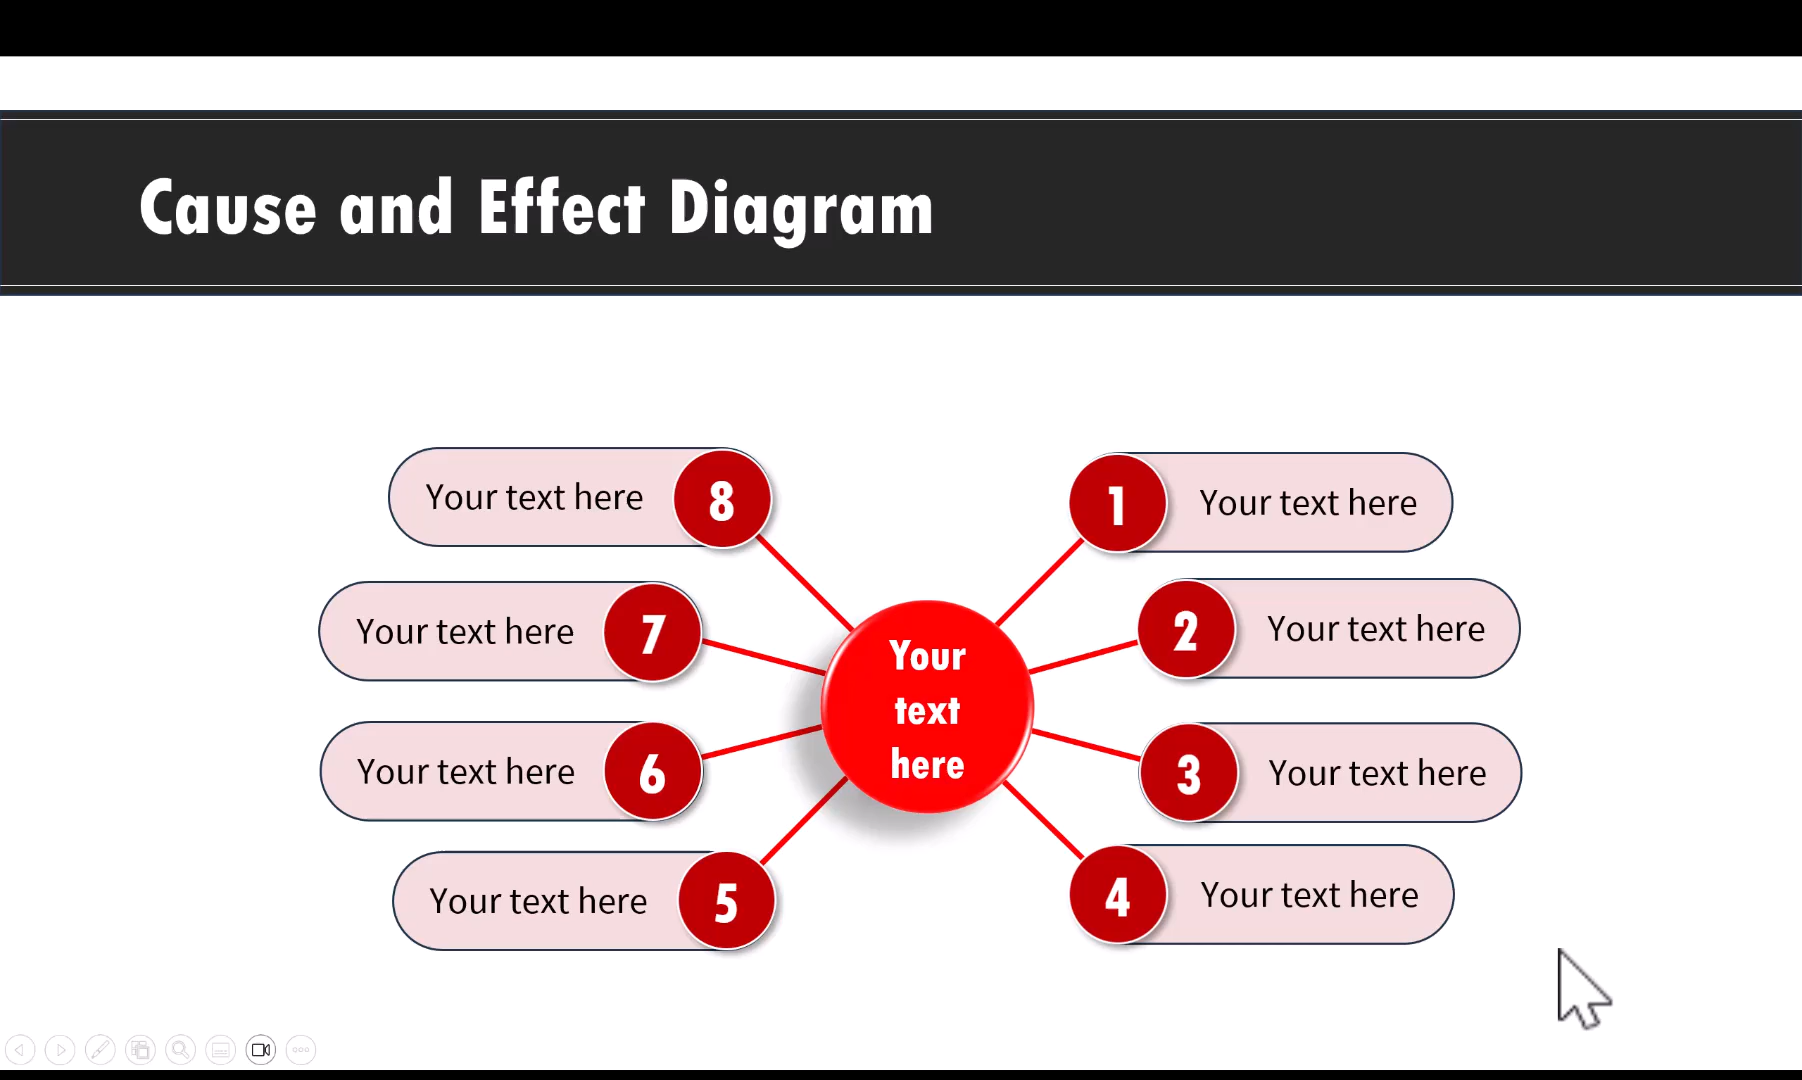 Cause and Effect Diagram
Your text here 8
1 Your text here
Your text here 7
2 Your text here
Your
text
here
Your text here 6
3 Your text here
Your text here 5
4 Your text here